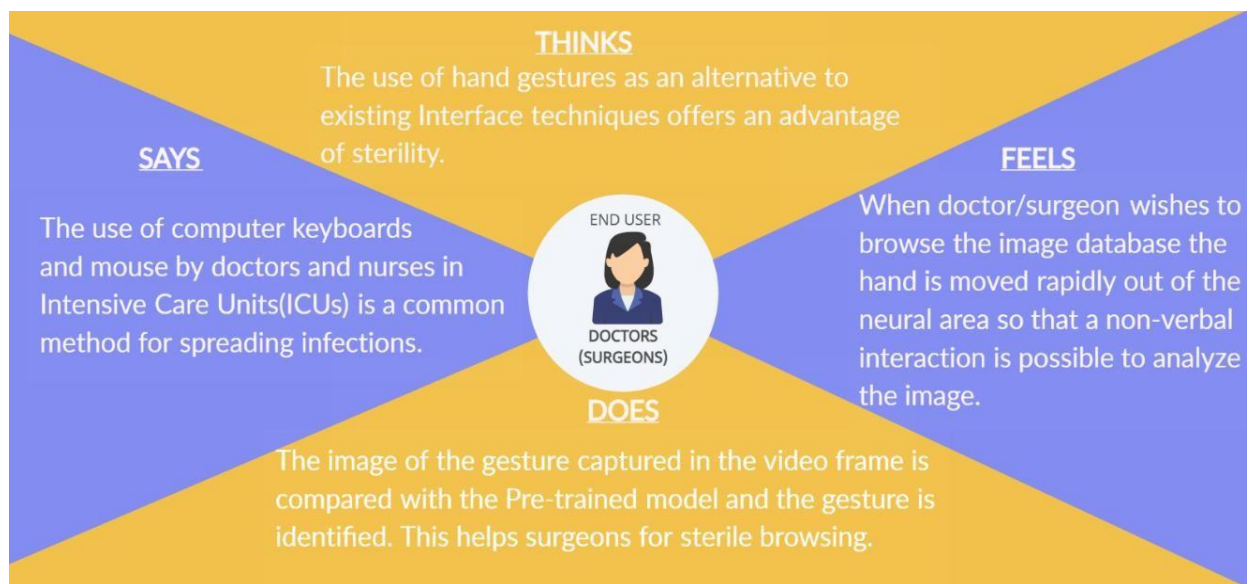 THINKS
The use of hand gestures as an alternative to
existing Interface techniques offers an advantage
of sterility.
SAYS
The use of computer keyboards
and mouse by doctors and nurses in
Intensive Care Units(ICUs) is a common
method for spreading infections.
END USER
DOCTORS
(SURGEONS)
FEELS
When doctor/surgeon wishes to
browse the image database the
hand is moved rapidly out of the
neural area so that a non-verbal
interaction is possible to analyze
the image.
DOES
The image of the gesture captured in the video frame is
compared with the Pre-trained model and the gesture is
identified. This helps surgeons for sterile browsing.